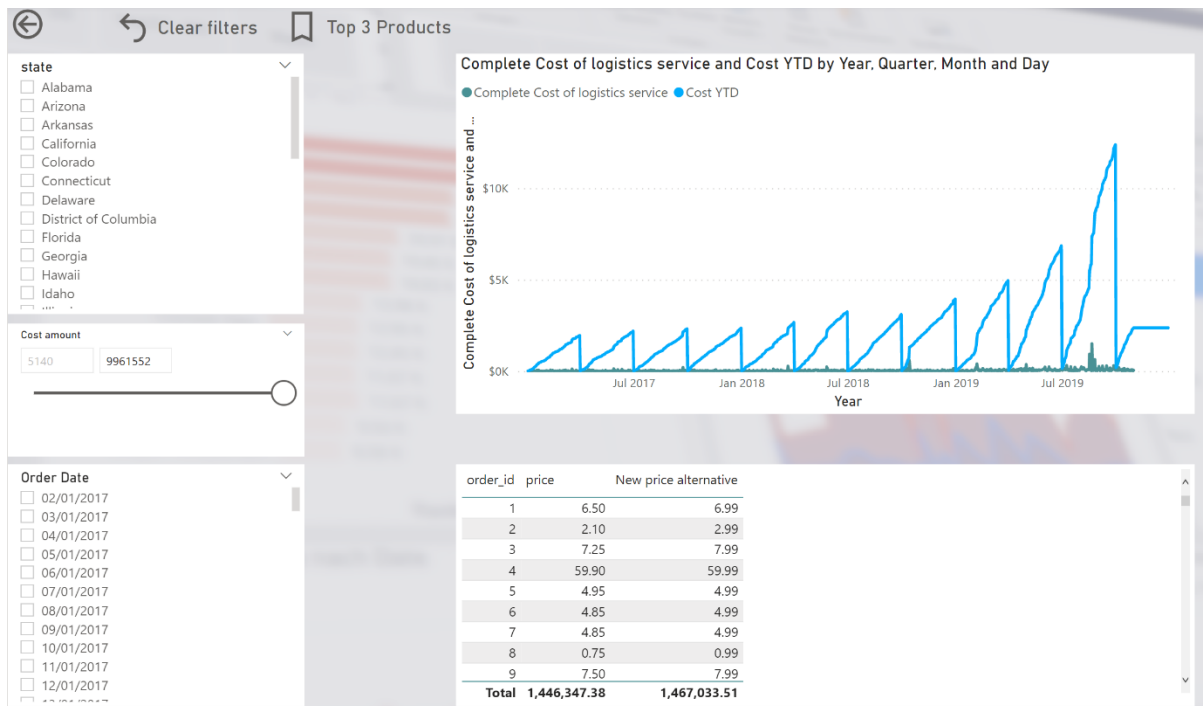 Clear filters
Top 3 Products
state
Alabama
Arizona
Arkansas
California
Colorado
Connecticut
Delaware
District of Columbia
Florida
Georgia
Hawaii
Idaho
Cost amount
5140 9961552
Order Date
02/01/2017
03/01/2017
04/01/2017
05/01/2017
06/01/2017
07/01/2017
08/01/2017
09/01/2017
10/01/2017
11/01/2017
12/01/2017
Complete Cost of logistics service and Cost YTD by Year, Quarter, Month and Day
Complete Cost of logistics service Cost YTD
Complete Cost of logistics service and ...
$10K
$5K
$0K
Jul 2017 Jan 2018 Jul 2018 Jan 2019 Jul 2019
Year
order_id price New price alternative
1 6.50 6.99
2 2.10 2.99
3 7.25 7.99
4 59.90 59.99
5 4.95 4.99
6 4.85 4.99
7 4.85 4.99
8 0.75 0.99
9 7.50 7.99
Total 1,446,347.38 1,467,033.51